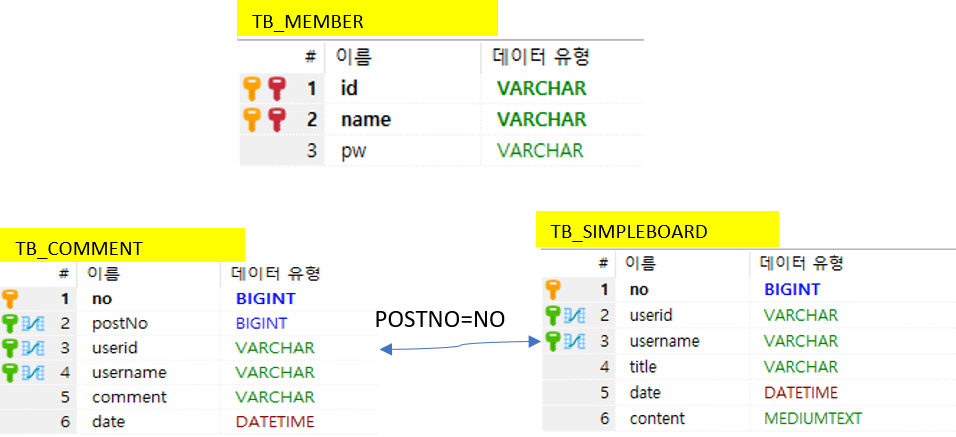 TB_MEMBER
# 이름 데이터 유형
1 id VARCHAR
2 name VARCHAR
3 pw VARCHAR
TB_COMMENT
# 이름 데이터 유형
1 no BIGINT
2 postNo BIGINT
3 userid VARCHAR
4 username VARCHAR
5 comment VARCHAR
6 date DATETIME
POSTNO=NO
TB_SIMPLEBOARD
# 이름 데이터 유형
1 no BIGINT
2 userid VARCHAR
3 username VARCHAR
4 title VARCHAR
5 date DATETIME
6 content MEDIUMTEXT